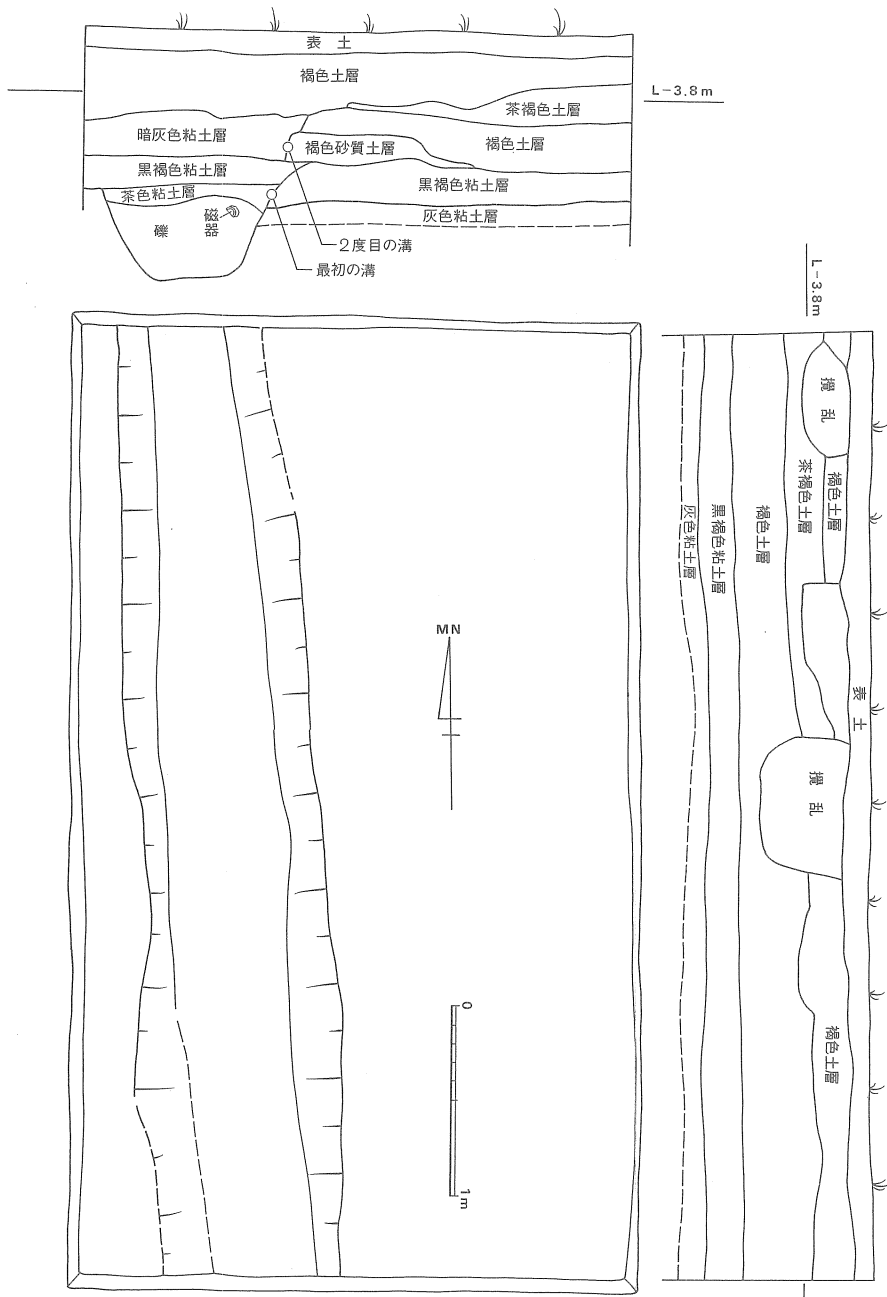 表土
褐色土層
L-3.8m
茶褐色土層
暗灰色粘土層
褐色砂質土層
褐色土層
黒褐色粘土層
黒褐色粘土層
茶色粘土層
灰色粘土層
礫
磁器
2度目の溝
最初の溝
L-3.8m
攪乱
褐色土層
茶褐色土層
褐色土層
黒褐色粘土層
灰色粘土層
表土
攪乱
褐色土層
MN
0
1m